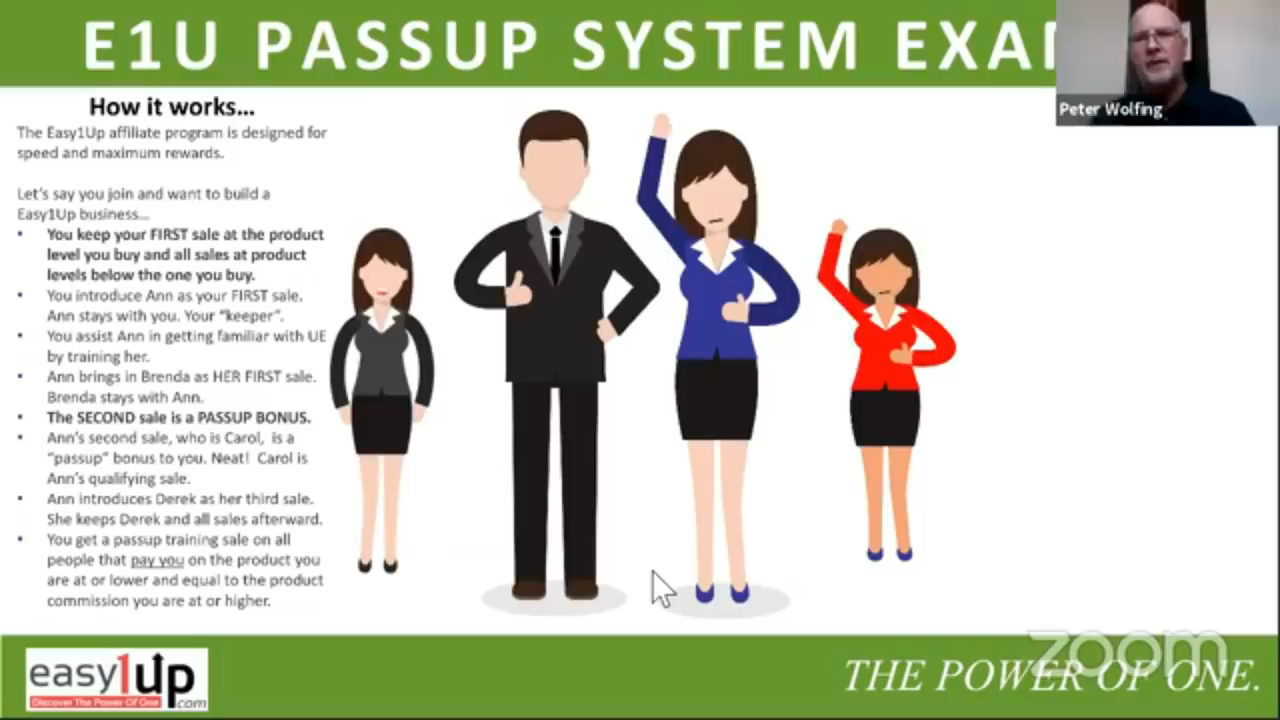 E1U PASSUP SYSTEM EXAM
Peter Wolfing
How it works...
The Easy1Up affiliate program is designed for
speed and maximum rewards.
Let's say you join and want to build a
Easy1Up business...
• You keep your FIRST sale at the product
level you buy and all sales at product
levels below the one you buy.
• You introduce Ann as your FIRST sale.
Ann stays with you. Your "keeper".
• You assist Ann in getting familiar with UE
by training her.
• Ann brings in Brenda as HER FIRST sale.
Brenda stays with Ann.
• The SECOND sale is a PASSUP BONUS.
• Ann's second sale, who is Carol, is a
"passup" bonus to you. Neat! Carol is
Ann's qualifying sale.
• Ann introduces Derek as her third sale.
She keeps Derek and all sales afterward.
• You get a passup training sale on all
people that pay you on the product you
are at or lower and equal to the product
commission you are at or higher.
easy1up
.com
Discover The Power Of One
zoom
THE POWER OF ONE.